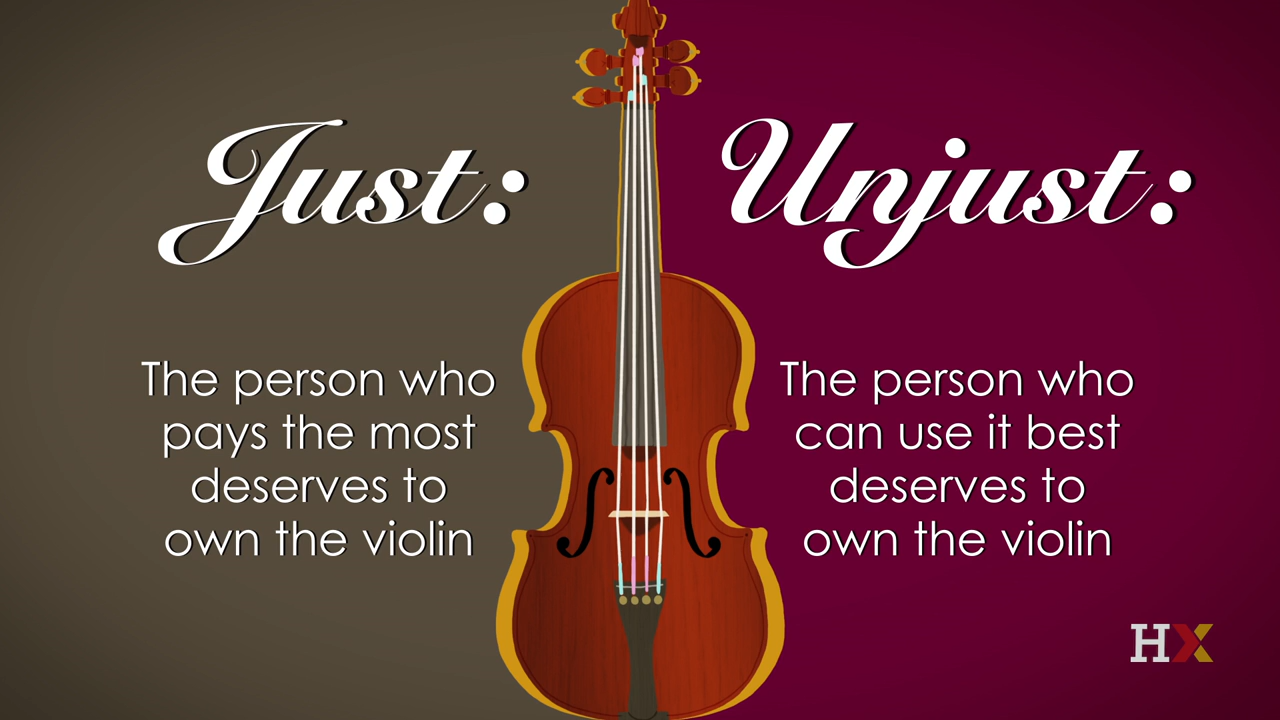 Just:
The person who
pays the most
deserves to
own the violin
Unjust:
The person who
can use it best
deserves to
own the violin
HX